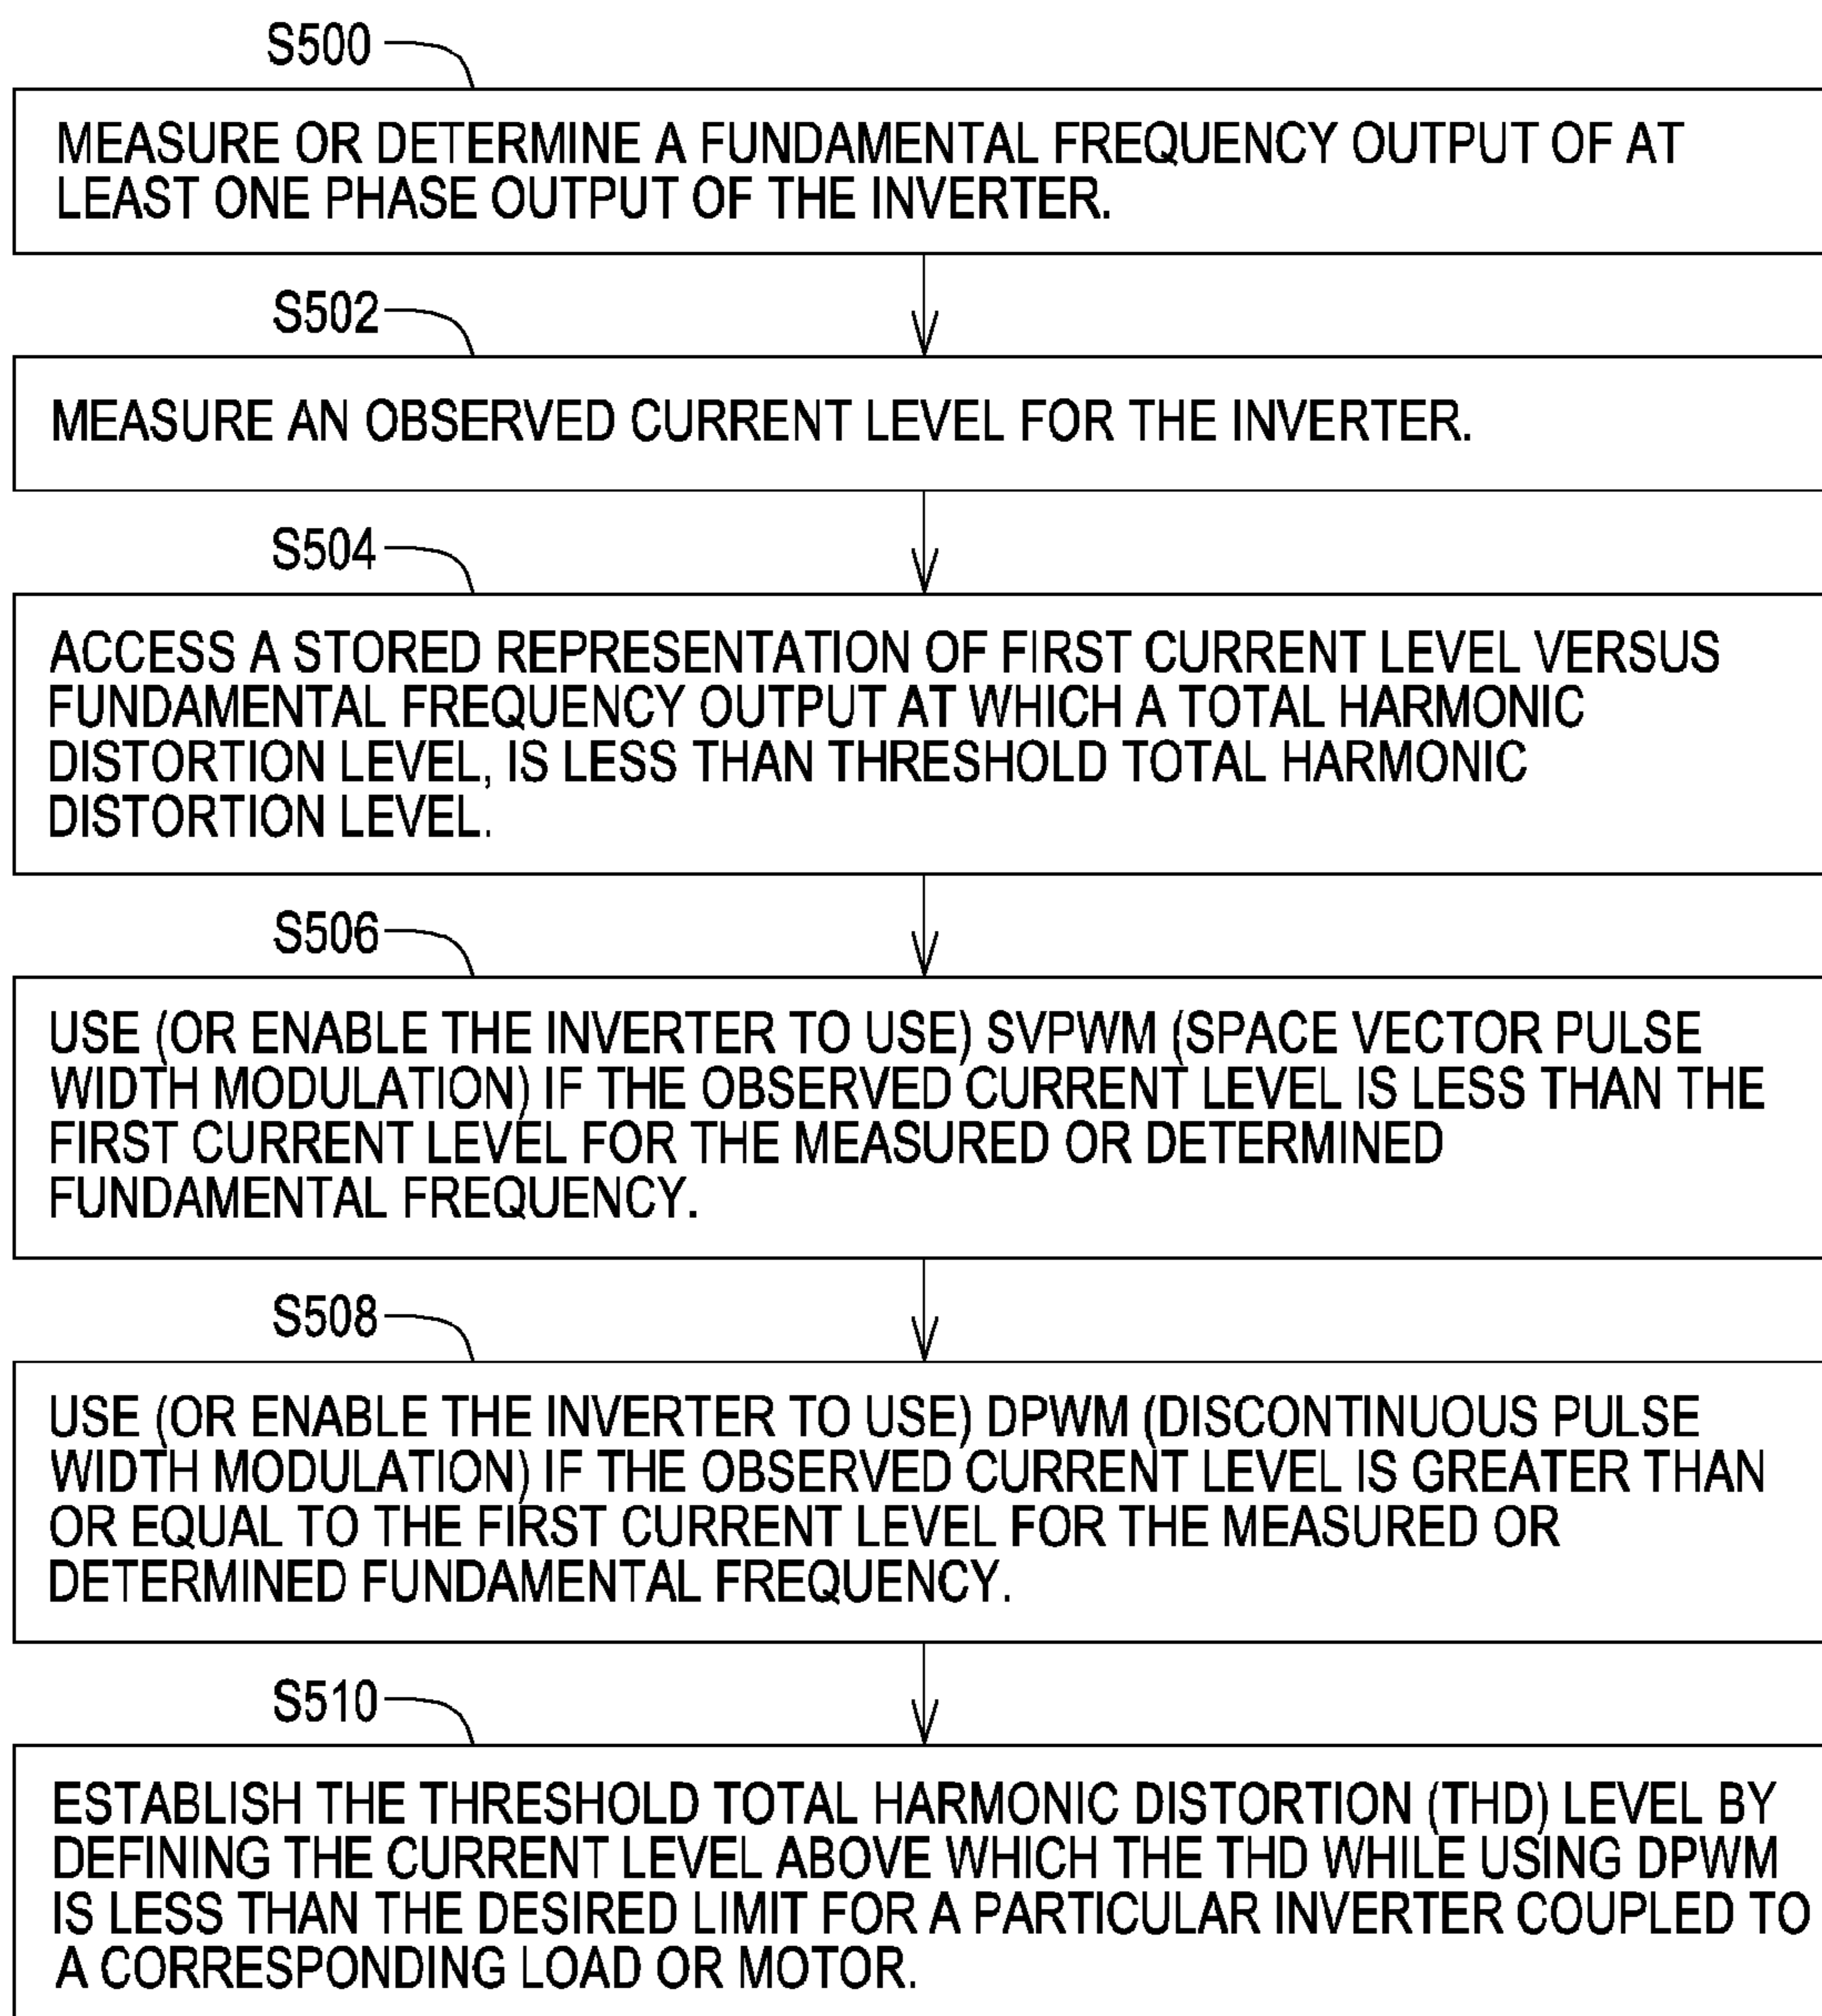 S500
MEASURE OR DETERMINE A FUNDAMENTAL FREQUENCY OUTPUT OF AT
LEAST ONE PHASE OUTPUT OF THE INVERTER.
S502
MEASURE AN OBSERVED CURRENT LEVEL FOR THE INVERTER.
S504
ACCESS A STORED REPRESENTATION OF FIRST CURRENT LEVEL VERSUS
FUNDAMENTAL FREQUENCY OUTPUT AT WHICH A TOTAL HARMONIC
DISTORTION LEVEL, IS LESS THAN THRESHOLD TOTAL HARMONIC
DISTORTION LEVEL.
S506
USE (OR ENABLE THE INVERTER TO USE) SVPWM (SPACE VECTOR PULSE
WIDTH MODULATION) IF THE OBSERVED CURRENT LEVEL IS LESS THAN THE
FIRST CURRENT LEVEL FOR THE MEASURED OR DETERMINED
FUNDAMENTAL FREQUENCY.
S508
USE (OR ENABLE THE INVERTER TO USE) DPWM (DISCONTINUOUS PULSE
WIDTH MODULATION) IF THE OBSERVED CURRENT LEVEL IS GREATER THAN
OR EQUAL TO THE FIRST CURRENT LEVEL FOR THE MEASURED OR
DETERMINED FUNDAMENTAL FREQUENCY.
S510
ESTABLISH THE THRESHOLD TOTAL HARMONIC DISTORTION (THD) LEVEL BY
DEFINING THE CURRENT LEVEL ABOVE WHICH THE THD WHILE USING DPWM
IS LESS THAN THE DESIRED LIMIT FOR A PARTICULAR INVERTER COUPLED TO
A CORRESPONDING LOAD OR MOTOR.